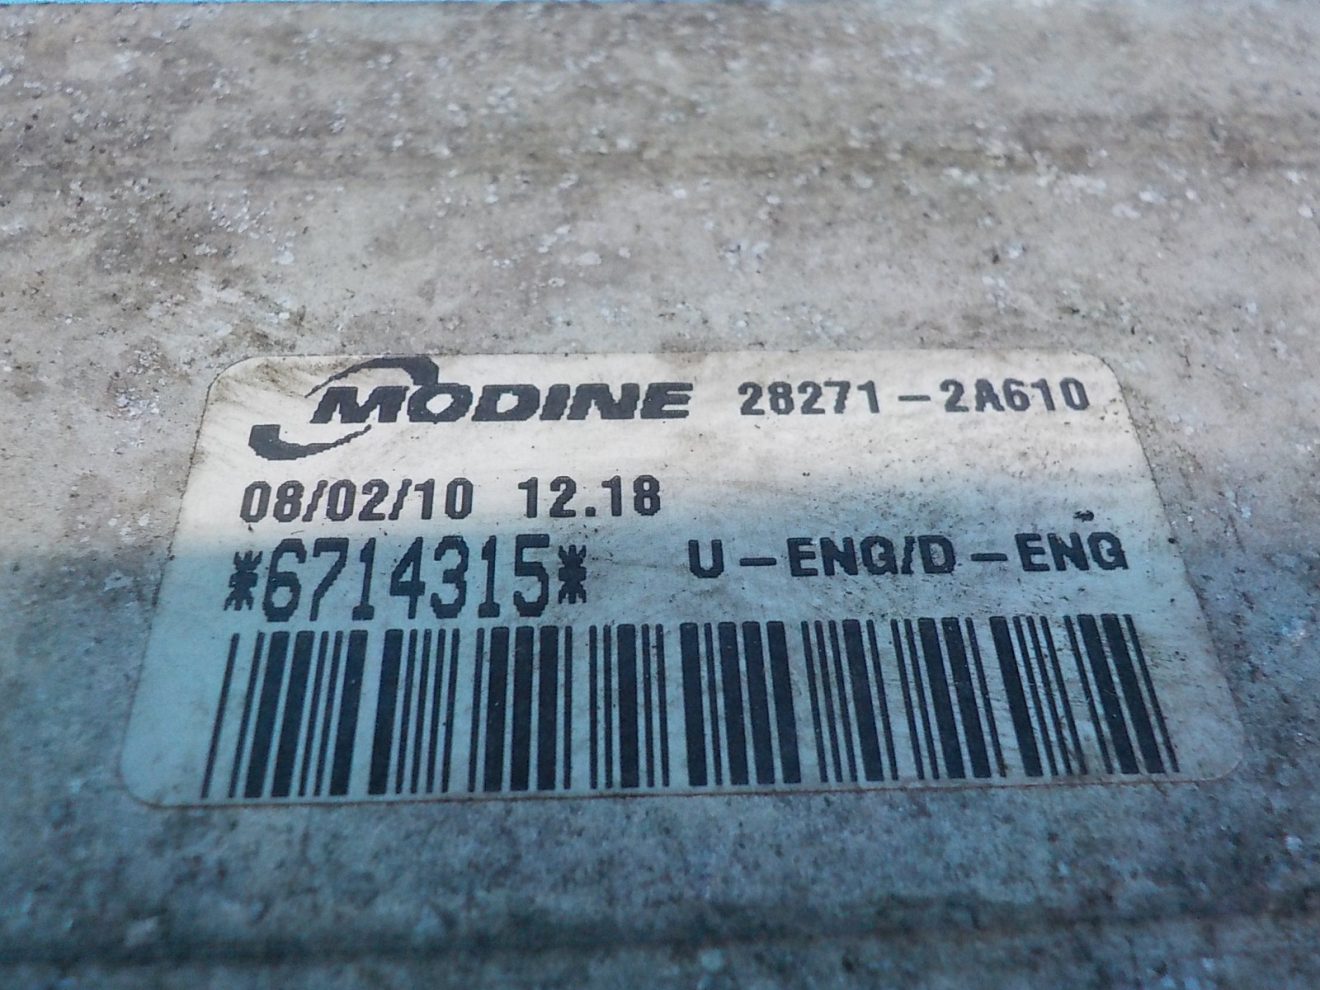 MODINE 28271-2A610
08/02/10 12.18
*6714315* U-ENG/D-ENG